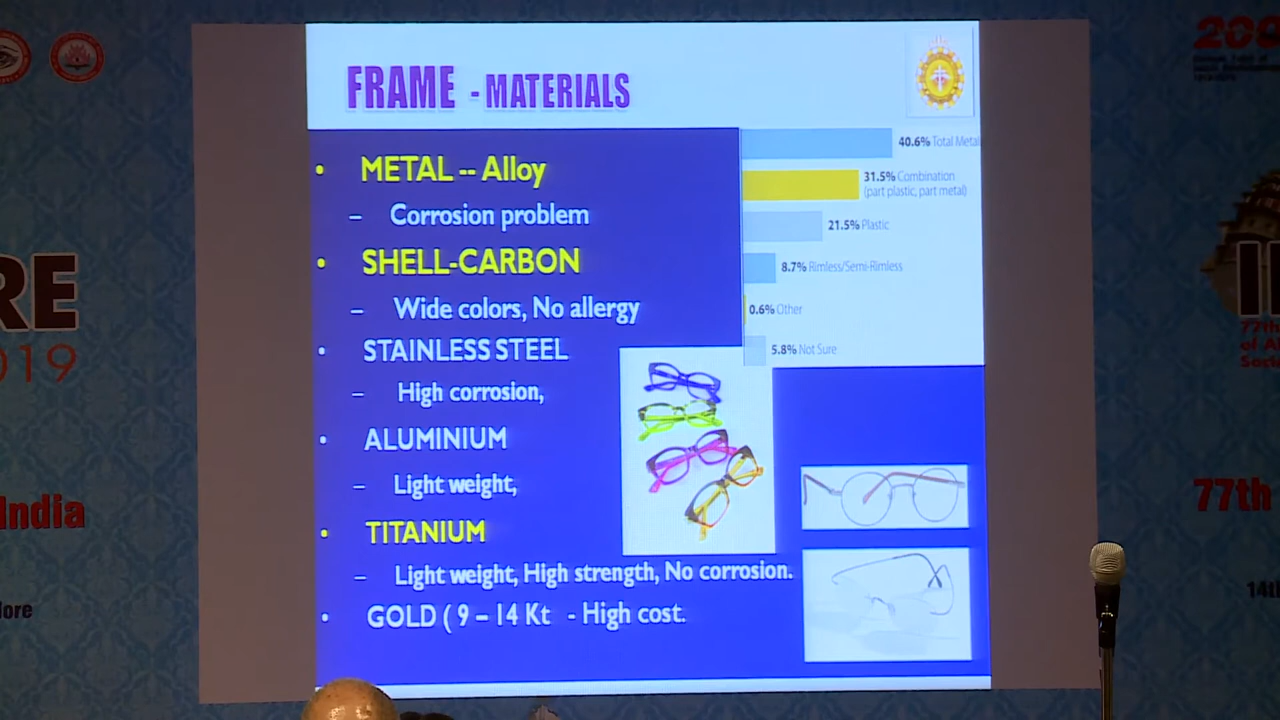 FRAME - MATERIALS
• METAL -- Alloy
– Corrosion problem
• SHELL-CARBON
– Wide colors, No allergy
• STAINLESS STEEL
– High corrosion,
• ALUMINIUM
– Light weight,
• TITANIUM
– Light weight, High strength, No corrosion.
• GOLD ( 9 – 14 Kt - High cost.
40.6% Total Metal
31.5% Combination
(part plastic, part metal)
21.5% Plastic
8.7% Rimless/Semi-Rimless
0.6% Other
5.8% Not Sure
RE
019
India
lore
77th
of A
Soci
77th
14th